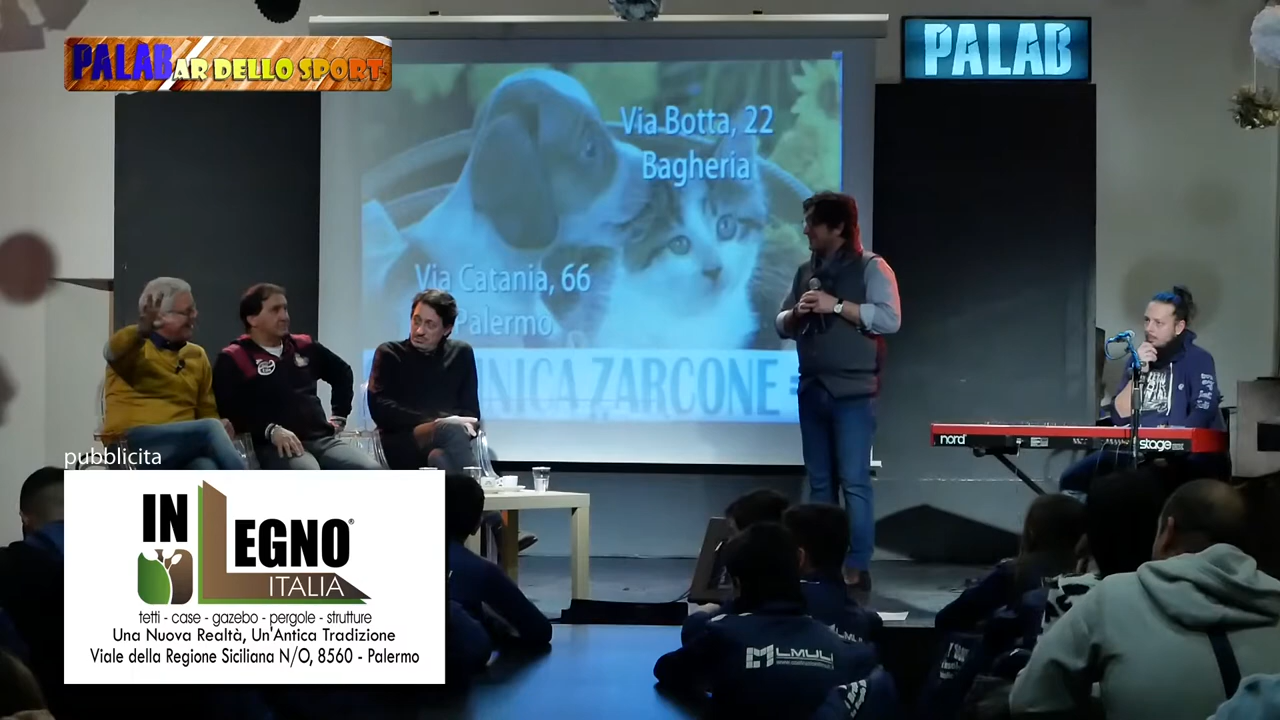 PALABAR DELLO SPORT
PALAB
Via Botta, 22
Bagheria
Via Catania, 66
Palermo
NICA ZARCONE
nord
stage
pubblicita
IN LEGNO®
ITALIA
tetti - case - gazebo - pergole - strutture
Una Nuova Realtà, Un'Antica Tradizione
Viale della Regione Siciliana N/O, 8560 - Palermo
LMULI